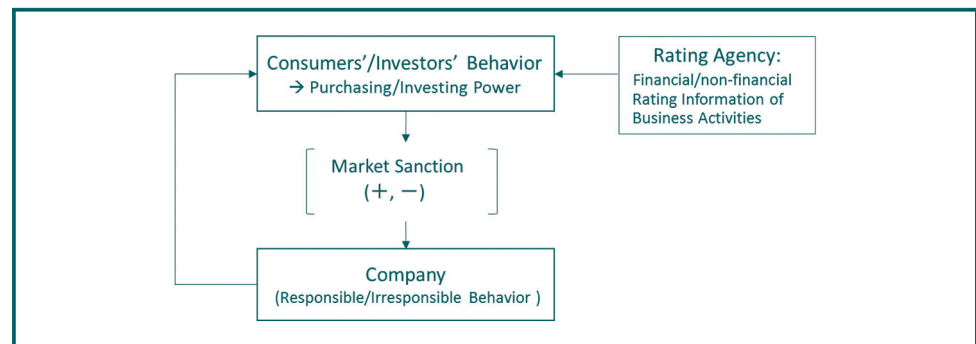 Consumers’/Investors’ Behavior
→ Purchasing/Investing Power
Rating Agency:
Financial/non-financial
Rating Information of
Business Activities
Market Sanction
(+, −)
Company
(Responsible/Irresponsible Behavior )